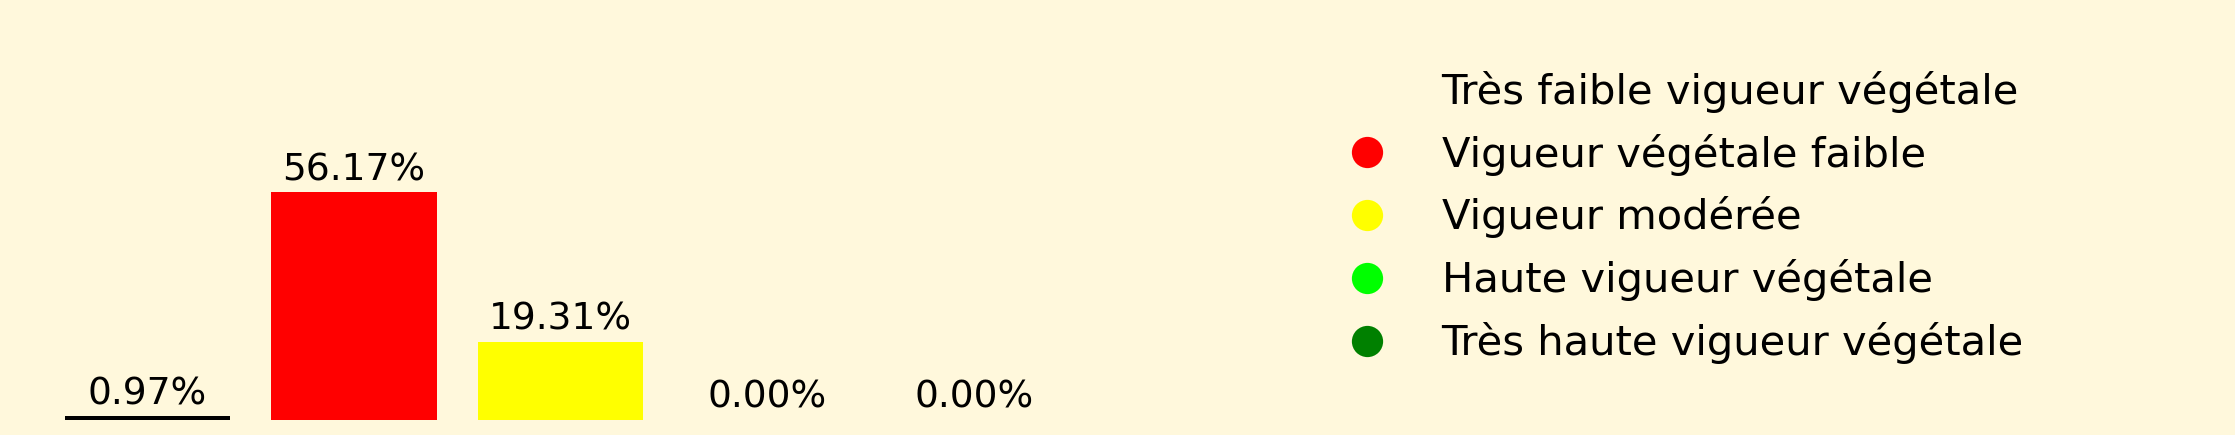 56.17%
19.31%
0.97%
0.00%
0.00%
Très faible vigueur végétale
Vigueur végétale faible
Vigueur modérée
Haute vigueur végétale
Très haute vigueur végétale